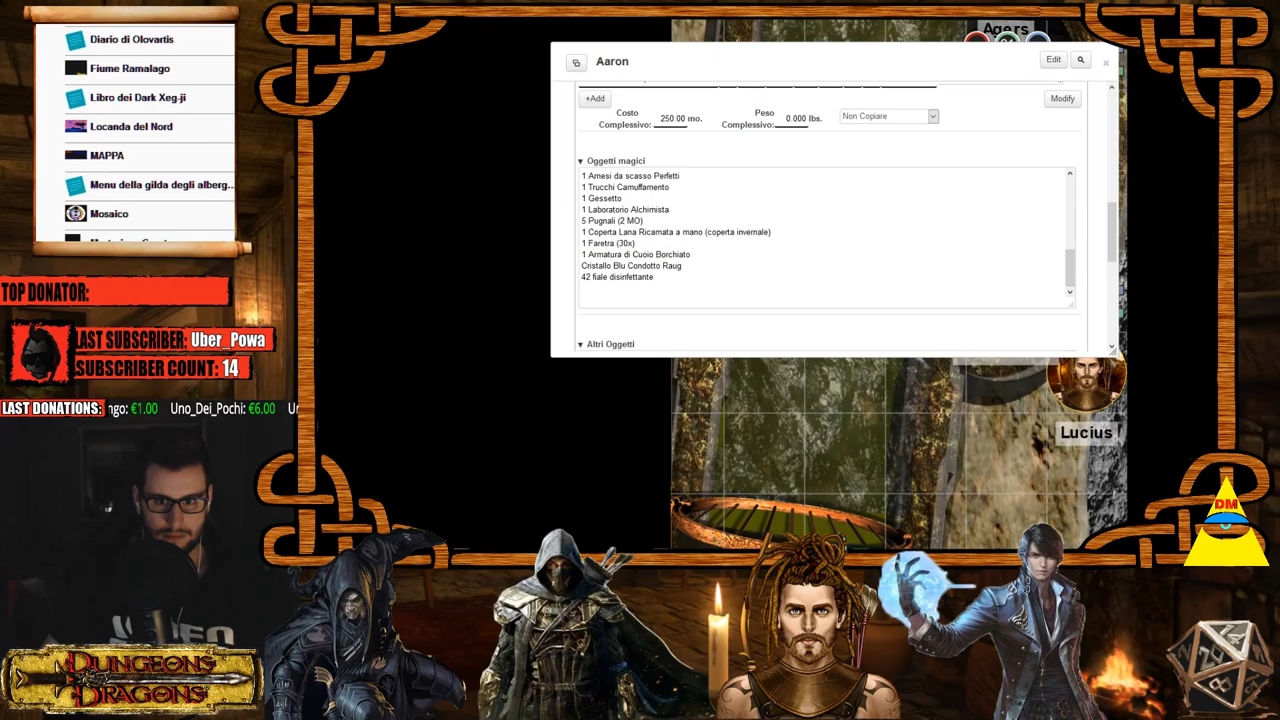 Diario di Olovartis
Fiume Ramalago
Libro dei Dark Xeg-ji
Locanda del Nord
MAPPA
Menu della gilda degli alberg...
Mosaico
TOP DONATOR:
LAST SUBSCRIBER: Uber_Powa
SUBSCRIBER COUNT: 14
LAST DONATIONS: ngo: €1.00 Uno_Dei_Pochi: €6.00
DUNGEONS
DRAGONS
Agors
Aaron
Edit
+Add
Modify
Costo Complessivo: 250.00 mo.
Peso Complessivo: 0.000 lbs.
Non Copiare
Oggetti magici
1 Arnesi da scasso Perfetti
1 Trucchi Camuffamento
1 Gessetto
1 Laboratorio Alchimista
5 Pugnali (2 MO)
1 Coperta Lana Ricamata a mano (coperta invernale)
1 Faretra (30x)
1 Armatura di Cuoio Borchiato
Cristallo Blu Condotto Raug
42 fiale disinfettante
Altri Oggetti
Lucius
DM
20
8